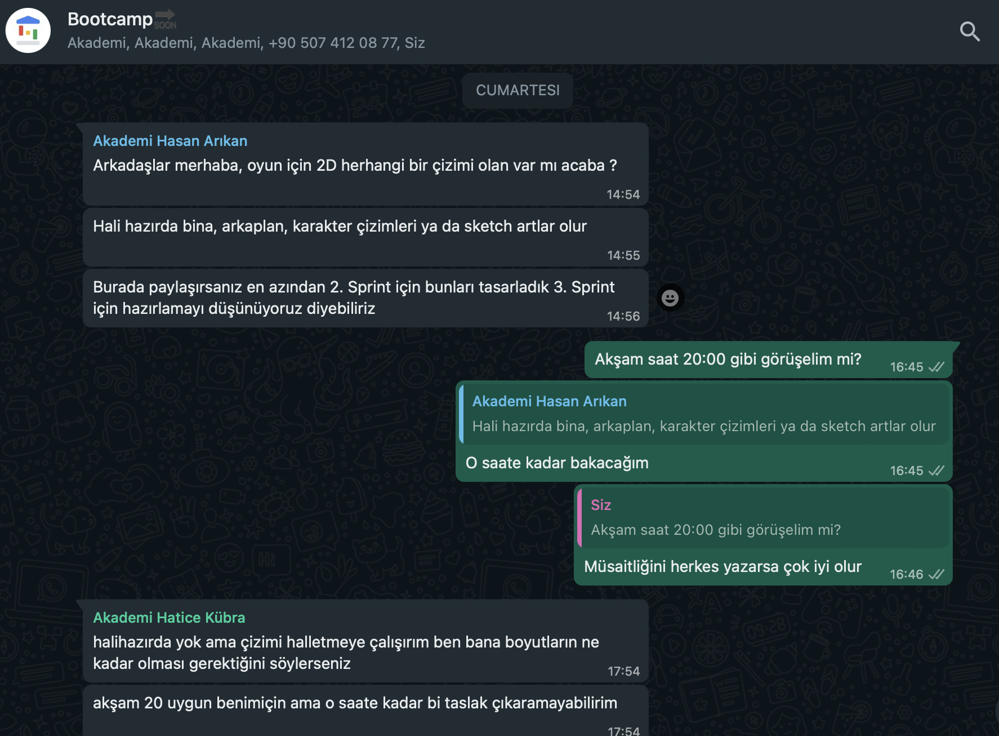 Bootcamp SOON
Akademi, Akademi, Akademi, +90 507 412 08 77, Siz
CUMARTESI
Akademi Hasan Arıkan
Arkadaşlar merhaba, oyun için 2D herhangi bir çizimi olan var mı acaba ?
14:54
Hali hazırda bina, arkaplan, karakter çizimleri ya da sketch artlar olur
14:55
Burada paylaşırsanız en azından 2. Sprint için bunları tasarladık 3. Sprint
için hazırlamayı düşünüyoruz diyebiliriz
14:56
Akşam saat 20:00 gibi görüşelim mi?
16:45
Akademi Hasan Arıkan
Hali hazırda bina, arkaplan, karakter çizimleri ya da sketch artlar olur
O saate kadar bakacağım
16:45
Siz
Akşam saat 20:00 gibi görüşelim mi?
Müsaitliğini herkes yazarsa çok iyi olur
16:46
Akademi Hatice Kübra
halihazırda yok ama çizimi halletmeye çalışırım ben bana boyutların ne
kadar olması gerektiğini söylerseniz
17:54
akşam 20 uygun benimiçin ama o saate kadar bi taslak çıkaramayabilirim
17:54